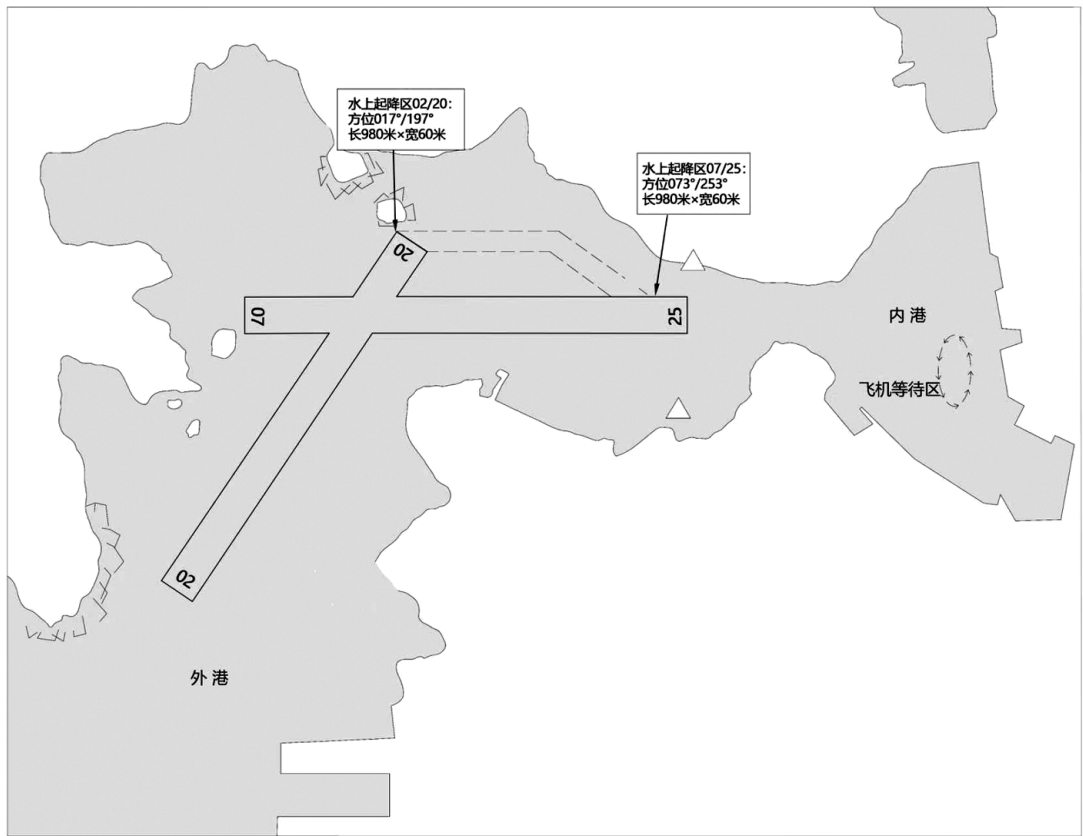 水上起降区02/20：
方位017°/197°
长980米×宽60米
水上起降区07/25：
方位073°/253°
长980米×宽60米
20
07
25
内 港
飞机等待区
02
外 港